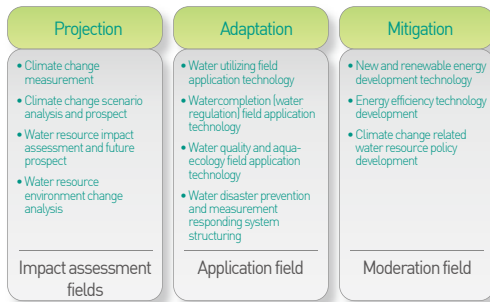 Projection
• Climate change
measurement
• Climate change scenario
analysis and prospect
• Water resource impact
assessment and future
prospect
• Water resource
environment change
analysis
Impact assessment
fields
Adaptation
• Water utilizing field
application technology
• Watercompletion (water
regulation) field application
technology
• Water quality and aqua-
ecology field application
technology
• Water disaster prevention
and measurement
responding system
structuring
Application field
Mitigation
• New and renewable energy
development technology
• Energy efficiency technology
development
• Climate change related
water resource policy
development
Moderation field